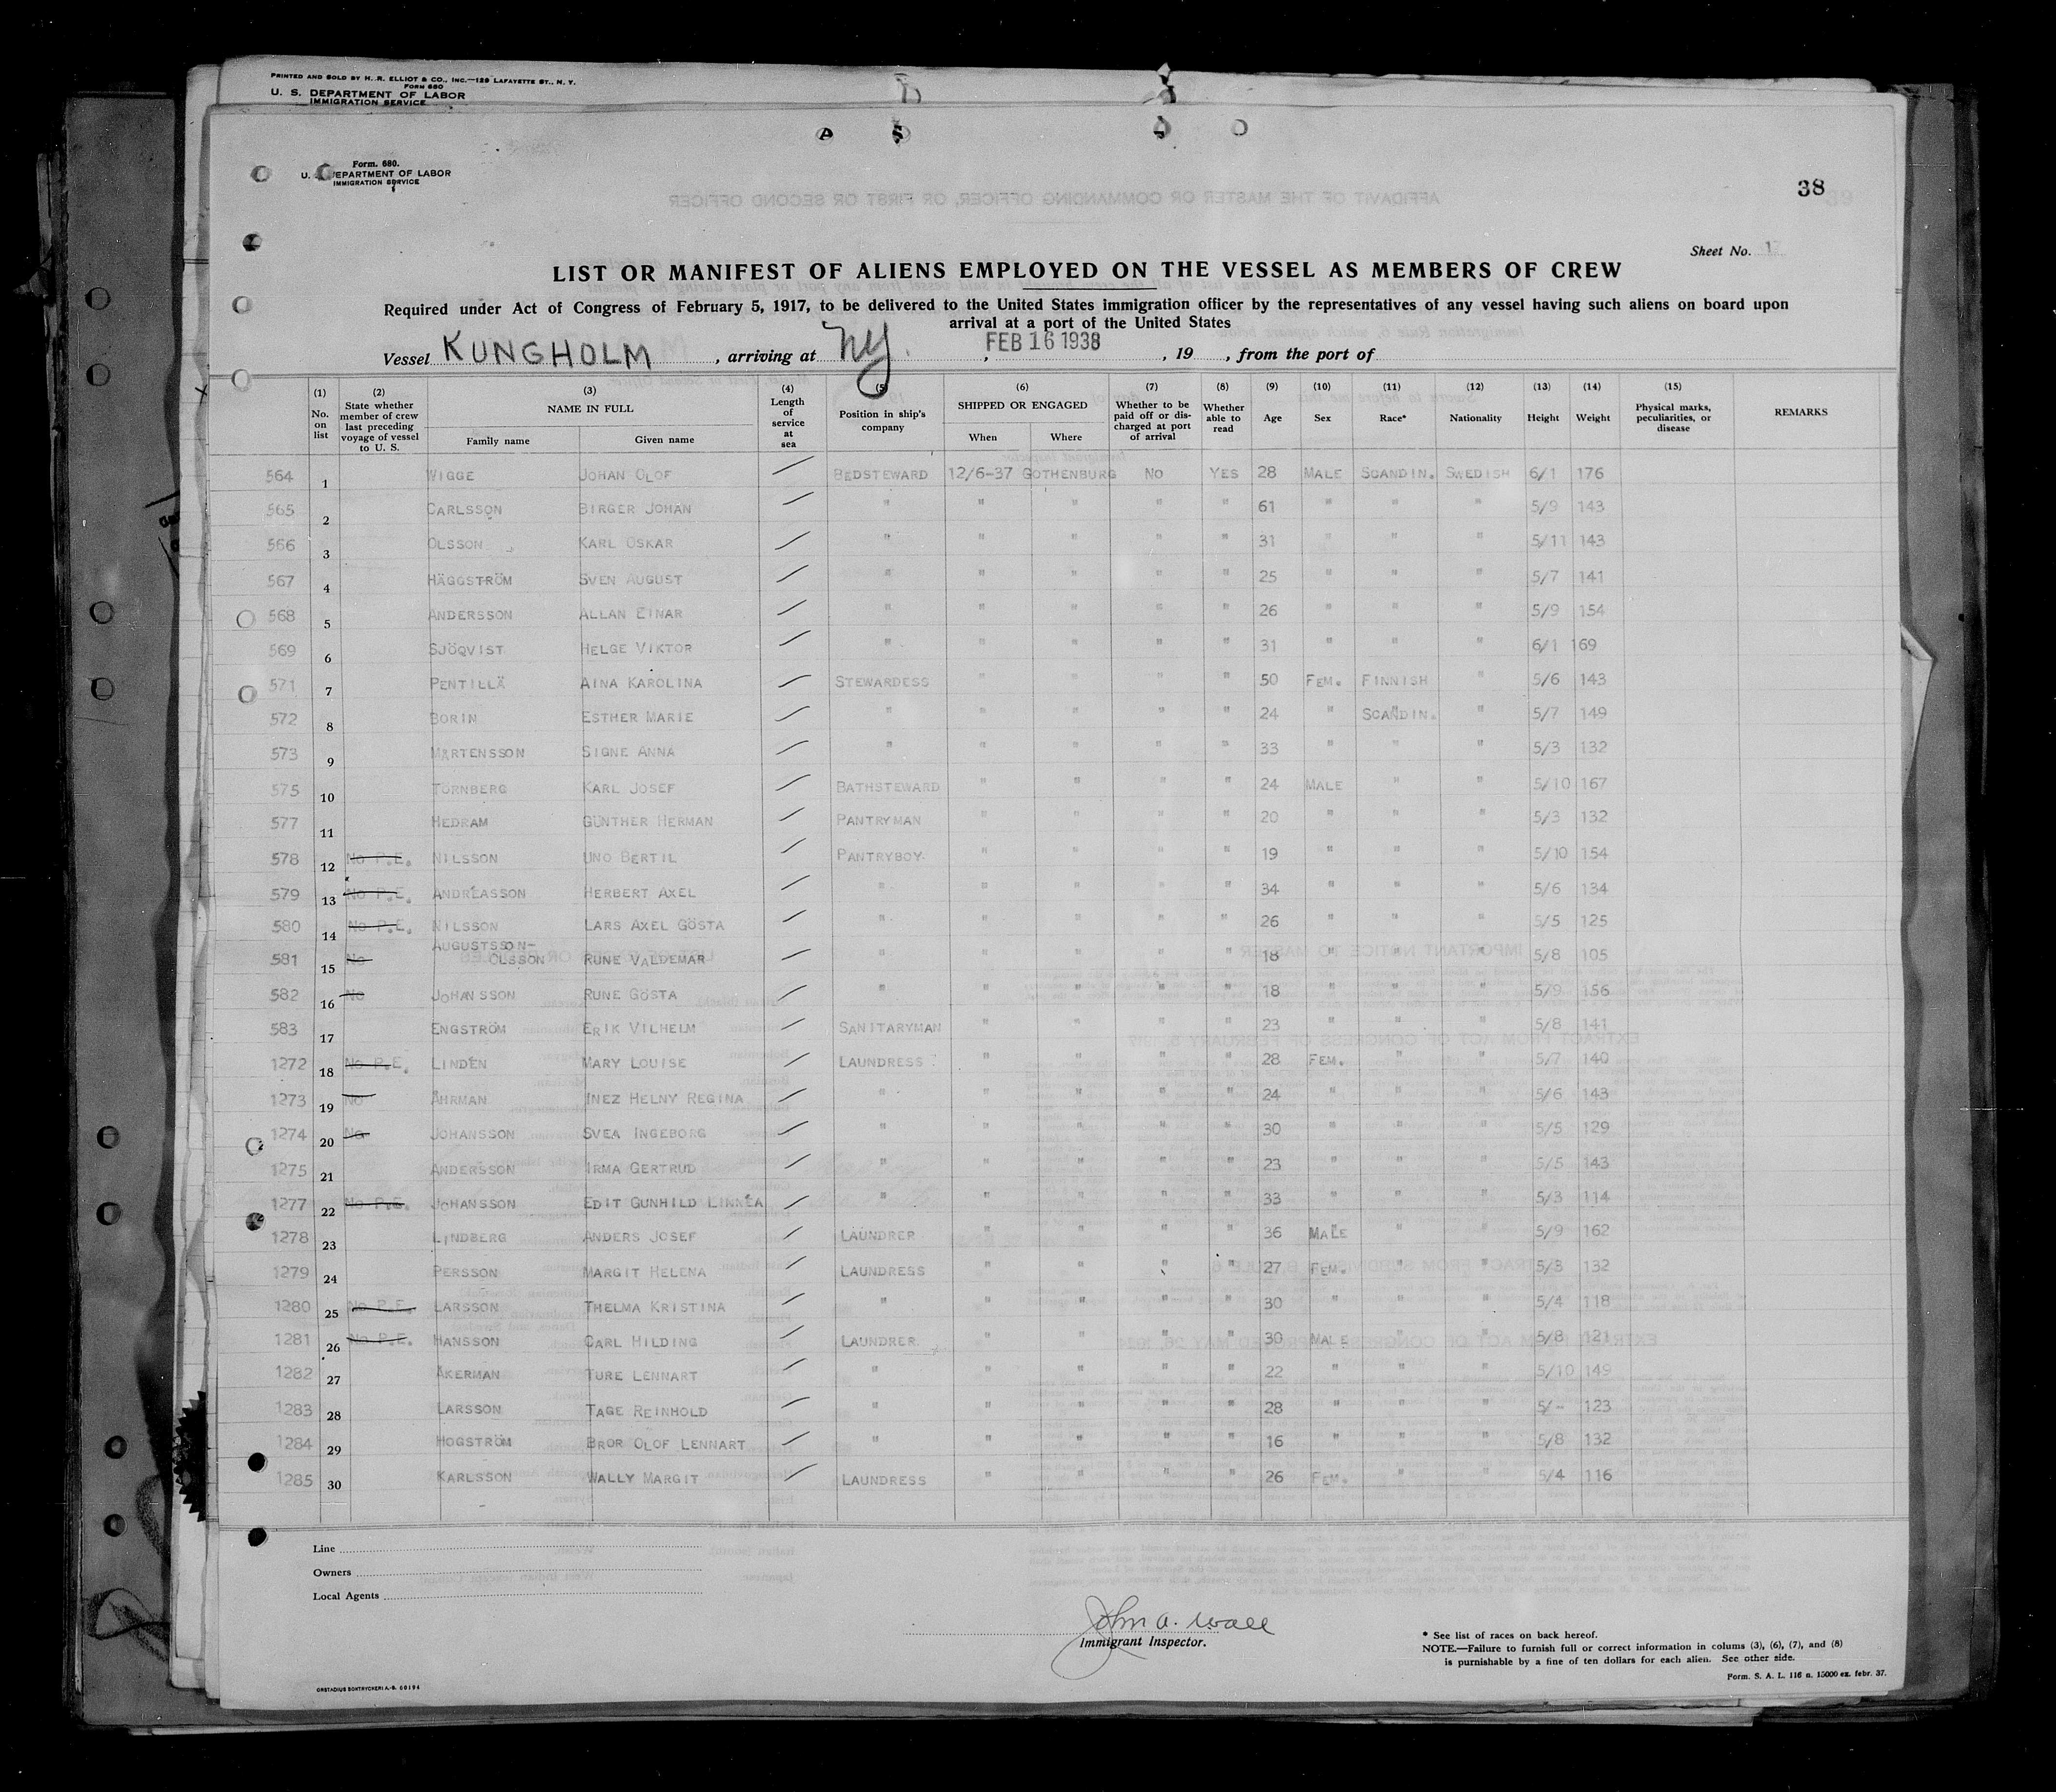 PRINTED AND SOLD BY H. R. ELLIOT & CO., INC.—129 LAFAYETTE ST., N. Y.
FORM 680
U. S. DEPARTMENT OF LABOR
IMMIGRATION SERVICE
Form. 680.
U. DEPARTMENT OF LABOR
IMMIGRATION SERVICE
38
Sheet No.
LIST OR MANIFEST OF ALIENS EMPLOYED ON THE VESSEL AS MEMBERS OF CREW
Required under Act of Congress of February 5, 1917, to be delivered to the United States immigration officer by the representatives of any vessel having such aliens on board upon
arrival at a port of the United States
Vessel KUNGHOLM, arriving at NY., FEB 16 1938, 19, from the port of
(1) No. on list (2) State whether member of crew last preceding voyage of vessel to U. S. (3) NAME IN FULL Family name Given name (4) Length of service at sea (5) Position in ship's company (6) SHIPPED OR ENGAGED When Where (7) Whether to be paid off or discharged at port of arrival (8) Whether able to read (9) Age (10) Sex (11) Race* (12) Nationality (13) Height (14) Weight (15) Physical marks, peculiarities, or disease REMARKS
564 1 WIGGE JOHAN OLOF BEDSTEWARD 12/6-37 GOTHENBURG NO YES 28 MALE SCANDIN. SWEDISH 6/1 176
565 2 CARLSSON BIRGER JOHAN " " " " " 61 " " " 5/9 143
566 3 OLSSON KARL OSKAR " " " " " 31 " " " 5/11 143
567 4 HÄGGSTRÖM SVEN AUGUST " " " " " 25 " " " 5/7 141
568 5 ANDERSSON ALLAN EINAR " " " " " 26 " " " 5/9 154
569 6 SJÖQVIST HELGE VIKTOR " " " " " 31 " " " 6/1 169
571 7 PENTILLÄ AINA KAROLINA STEWARDESS " " " " 50 FEM. FINNISH " 5/6 143
572 8 BORIN ESTHER MARIE " " " " " 24 " SCANDIN. " 5/7 149
573 9 MÅRTENSSON SIGNE ANNA " " " " " 33 " " " 5/3 132
575 10 TÖRNBERG KARL JOSEF BATHSTEWARD " " " " 24 MALE " " 5/10 167
577 11 HEDRAM GÜNTHER HERMAN PANTRYMAN " " " " 20 " " " 5/3 132
578 12 No P.E. NILSSON UNO BERTIL PANTRYBOY " " " " 19 " " " 5/10 154
579 13 No P.E. ANDRÉASSON HERBERT AXEL " " " " " 34 " " " 5/6 134
580 14 No P.E. NILSSON LARS AXEL GÖSTA " " " " " 26 " " " 5/5 125
581 15 No AUGUSTSSON-OLSSON RUNE VALDEMAR " " " " " 18 " " " 5/8 105
582 16 No JOHANSSON RUNE GÖSTA " " " " " 18 " " " 5/9 156
583 17 ENGSTRÖM ERIK VILHELM SANITARYMAN " " " " 23 " " " 5/8 141
1272 18 No P.E. LINDÉN MARY LOUISE LAUNDRESS " " " " 28 FEM. " " 5/7 140
1273 19 No ÅHRMAN INEZ HELNY REGINA " " " " " 24 " " " 5/6 143
1274 20 No JOHANSSON SVEA INGEBORG " " " " " 30 " " " 5/5 129
1275 21 ANDERSSON IRMA GERTRUD " " " " " 23 " " " 5/5 143
1277 22 No P.E. JOHANSSON EDIT GUNHILD LINNÉA " " " " " 33 " " " 5/3 114
1278 23 LINDBERG ANDERS JOSEF LAUNDRER " " " " 36 MALE " " 5/9 162
1279 24 PERSSON MARGIT HELENA LAUNDRESS " " " " 27 FEM. " " 5/3 132
1280 25 No P.E. LARSSON THELMA KRISTINA " " " " " 30 " " " 5/4 118
1281 26 No P.E. HANSSON CARL HILDING LAUNDRER " " " " 30 MALE " " 5/8 121
1282 27 ÅKERMAN TURE LENNART " " " " " 22 " " " 5/10 149
1283 28 LARSSON TAGE REINHOLD " " " " " 28 " " " 5/- 123
1284 29 HÖGSTRÖM BROR OLOF LENNART " " " " " 16 " " " 5/8 132
1285 30 KARLSSON WALLY MARGIT LAUNDRESS " " " " 26 FEM. " " 5/4 116
Line
Owners
Local Agents
John A. Wall
Immigrant Inspector.
* See list of races on back hereof.
NOTE.—Failure to furnish full or correct information in colums (3), (6), (7), and (8)
is purnishable by a fine of ten dollars for each alien. See other side.
Form. S. A. L. 116 a. 15000 ex. febr. 37.